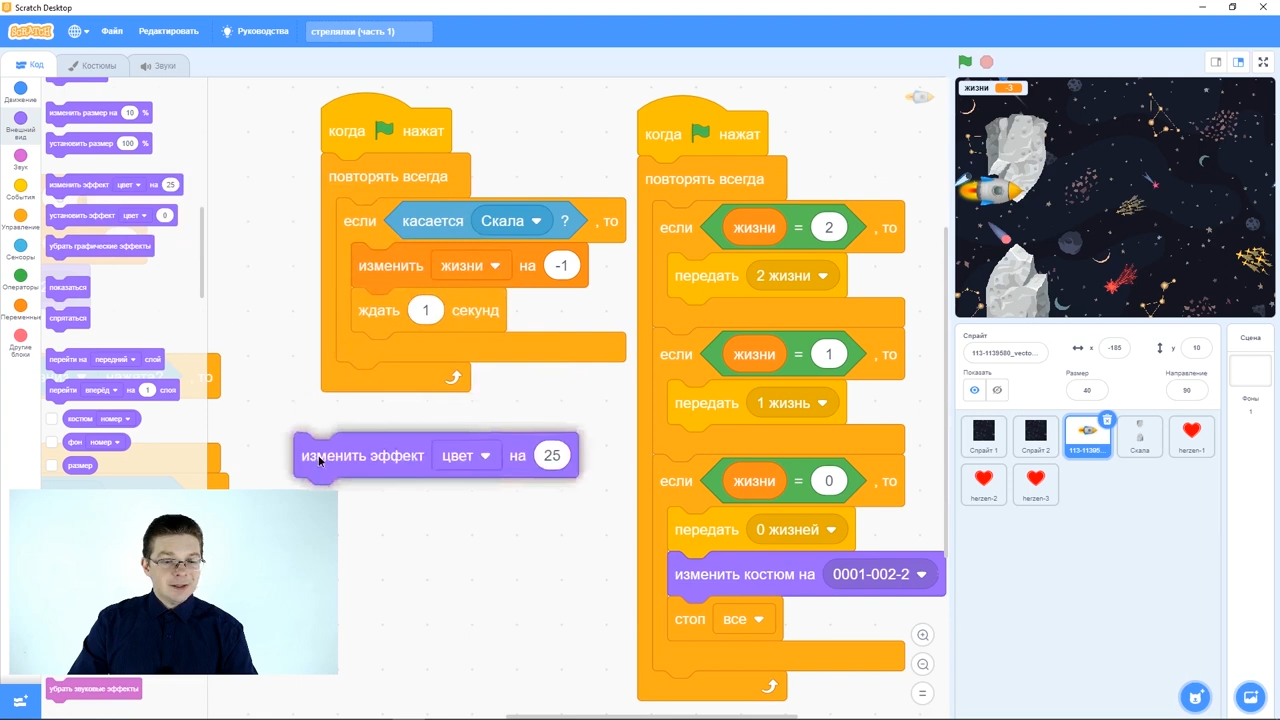 Scratch Desktop
SCRATCH
Файл
Редактировать
Руководства
стрелялки (часть 1)
Код
Костюмы
Звуки
Движение
Внешний вид
Звук
События
Управление
Сенсоры
Операторы
Переменные
Другие блоки
изменить размер на 10 %
установить размер 100 %
изменить эффект цвет на 25
установить эффект цвет 0
убрать графические эффекты
показаться
спрятаться
перейти на передний слой
перейти вперёд на 1 слоя
костюм номер
фон номер
размер
убрать звуковые эффекты
, то
когда нажат
повторять всегда
если касается Скала ? , то
изменить жизни на -1
ждать 1 секунд
изменить эффект цвет на 25
когда нажат
повторять всегда
если жизни = 2 , то
передать 2 жизни
если жизни = 1 , то
передать 1 жизнь
если жизни = 0 , то
передать 0 жизней
изменить костюм на 0001-002-2
стоп все
жизни -3
Спрайт
113-1139580_vecto...
x -185
y 10
Показать
Размер
40
Направление
90
Сцена
Фоны
1
Спрайт 1
Спрайт 2
113-11395...
Скала
herzen-1
herzen-2
herzen-3